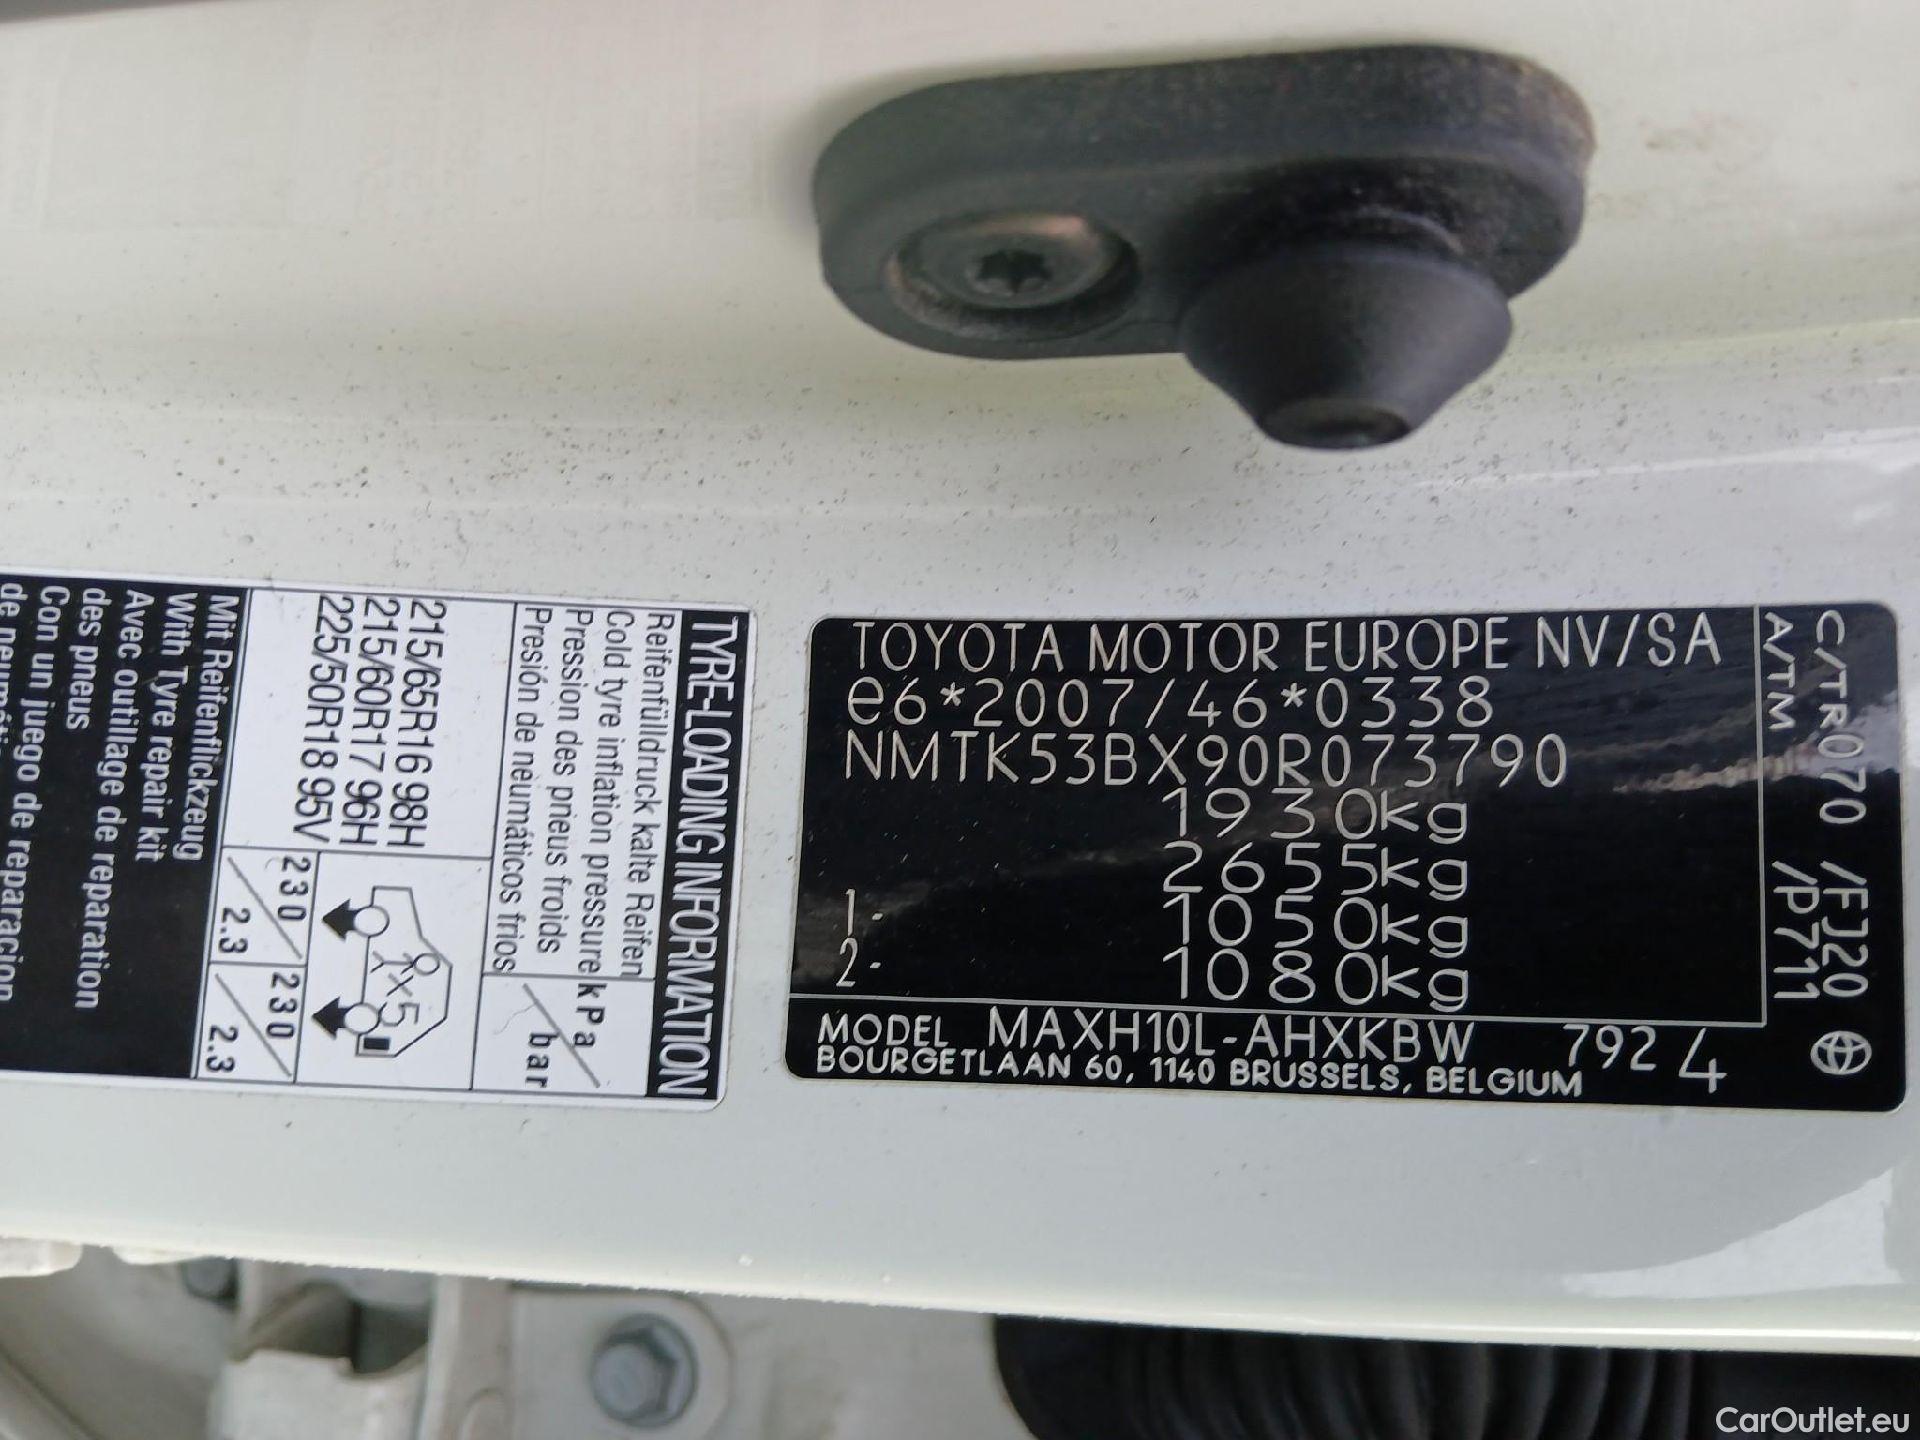 TOYOTA MOTOR EUROPE NV/SA
e6*2007/46*0338
NMTK53BX90R073790
1930kg
2655kg
1- 1050kg
2- 1080kg
MODEL MAXH10L-AHXKBW 792 4
BOURGETLAAN 60, 1140 BRUSSELS, BELGIUM
C/TR 070 /FJ20
A/TM /P711
TYRE-LOADING INFORMATION
Reifenfülldruck kalte Reifen
Cold tyre inflation pressure
Pression des pneus froids
Presión de neumáticos frios
kPa/bar
215/65R16 98H
215/60R17 96H
225/50R18 95V
x5
230/2.3
230/2.3
Mit Reifenflickzeug
With Tyre repair kit
Avec outillage de reparation
des pneus
Con un juego de reparacion
CarOutlet.eu